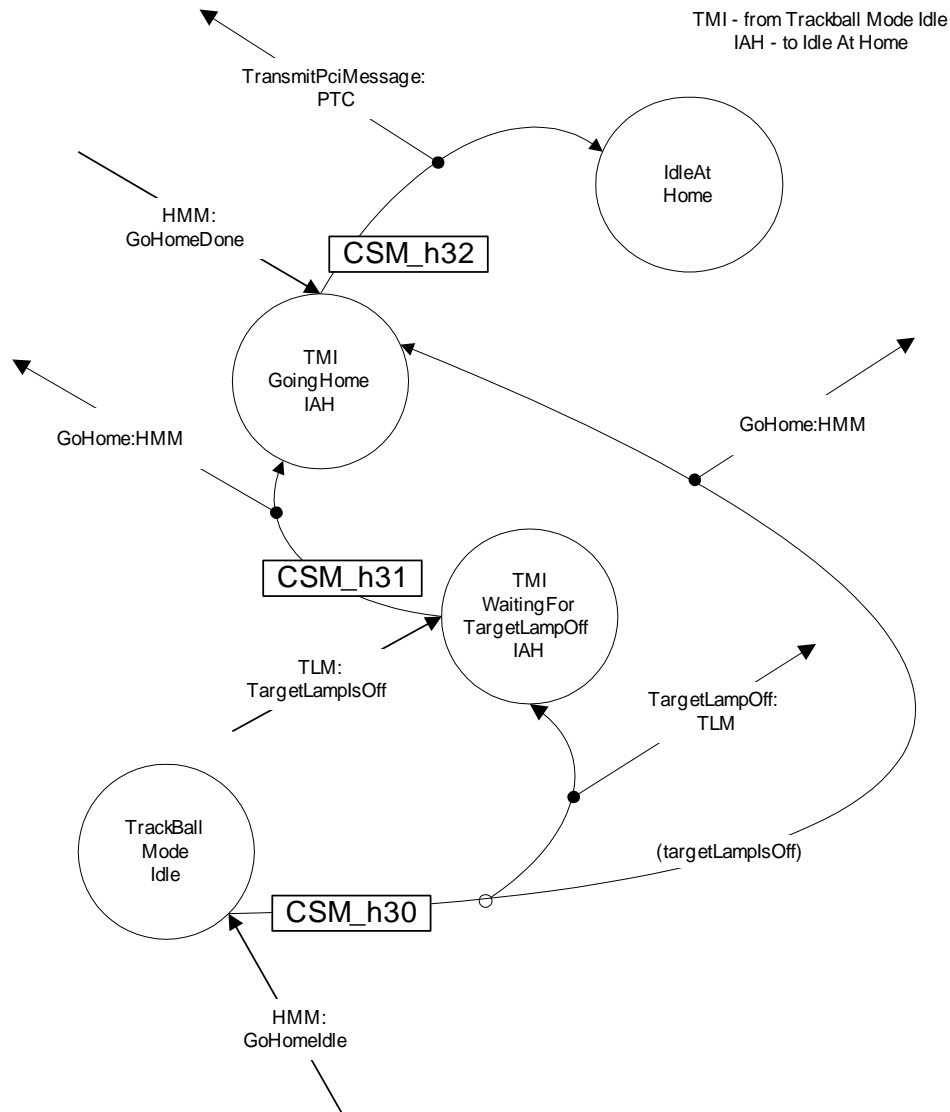 TMI - from Trackball Mode Idle
IAH - to Idle At Home
TransmitPciMessage:
PTC
IdleAt
Home
HMM:
GoHomeDone
CSM_h32
TMI
GoingHome
IAH
GoHome:HMM
GoHome:HMM
CSM_h31
TMI
WaitingFor
TargetLampOff
IAH
TLM:
TargetLampIsOff
TargetLampOff:
TLM
TrackBall
Mode
Idle
(targetLampIsOff)
CSM_h30
HMM:
GoHomeIdle